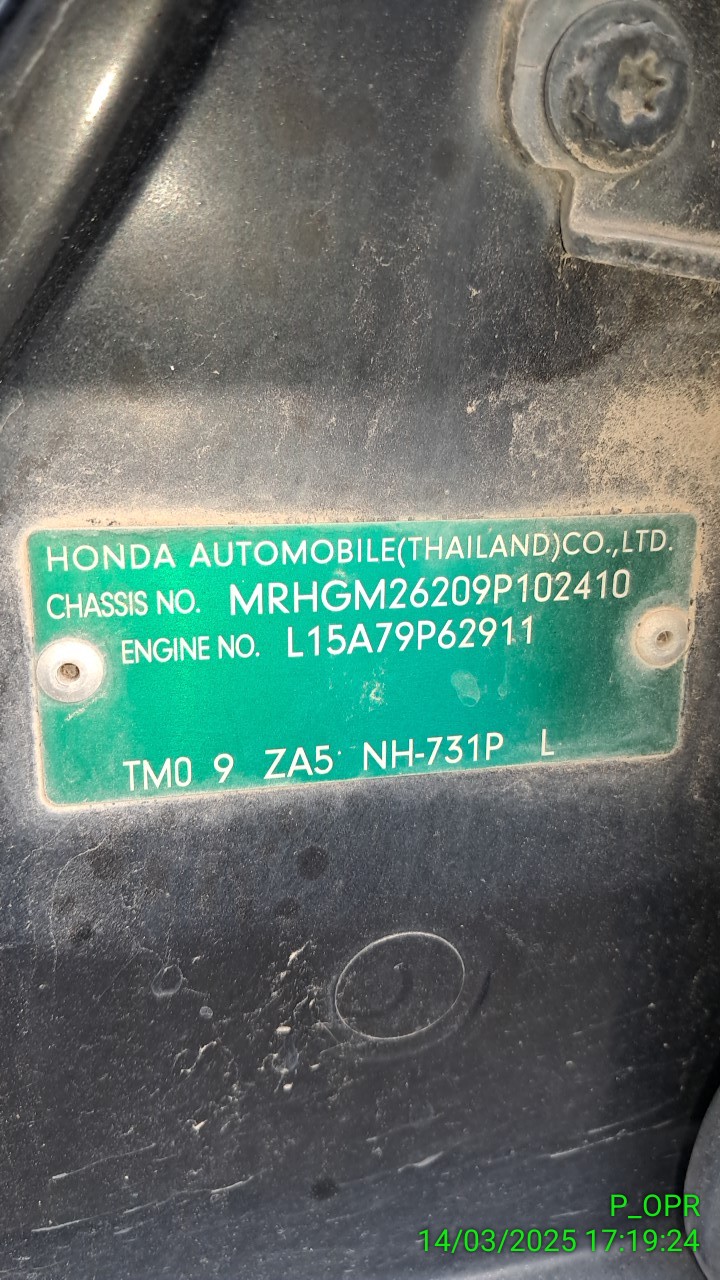 HONDA AUTOMOBILE(THAILAND)CO.,LTD.
CHASSIS NO. MRHGM26209P102410
ENGINE NO. L15A79P62911
TM0 9 ZA5 NH-731P L
P_OPR
14/03/2025 17:19:24